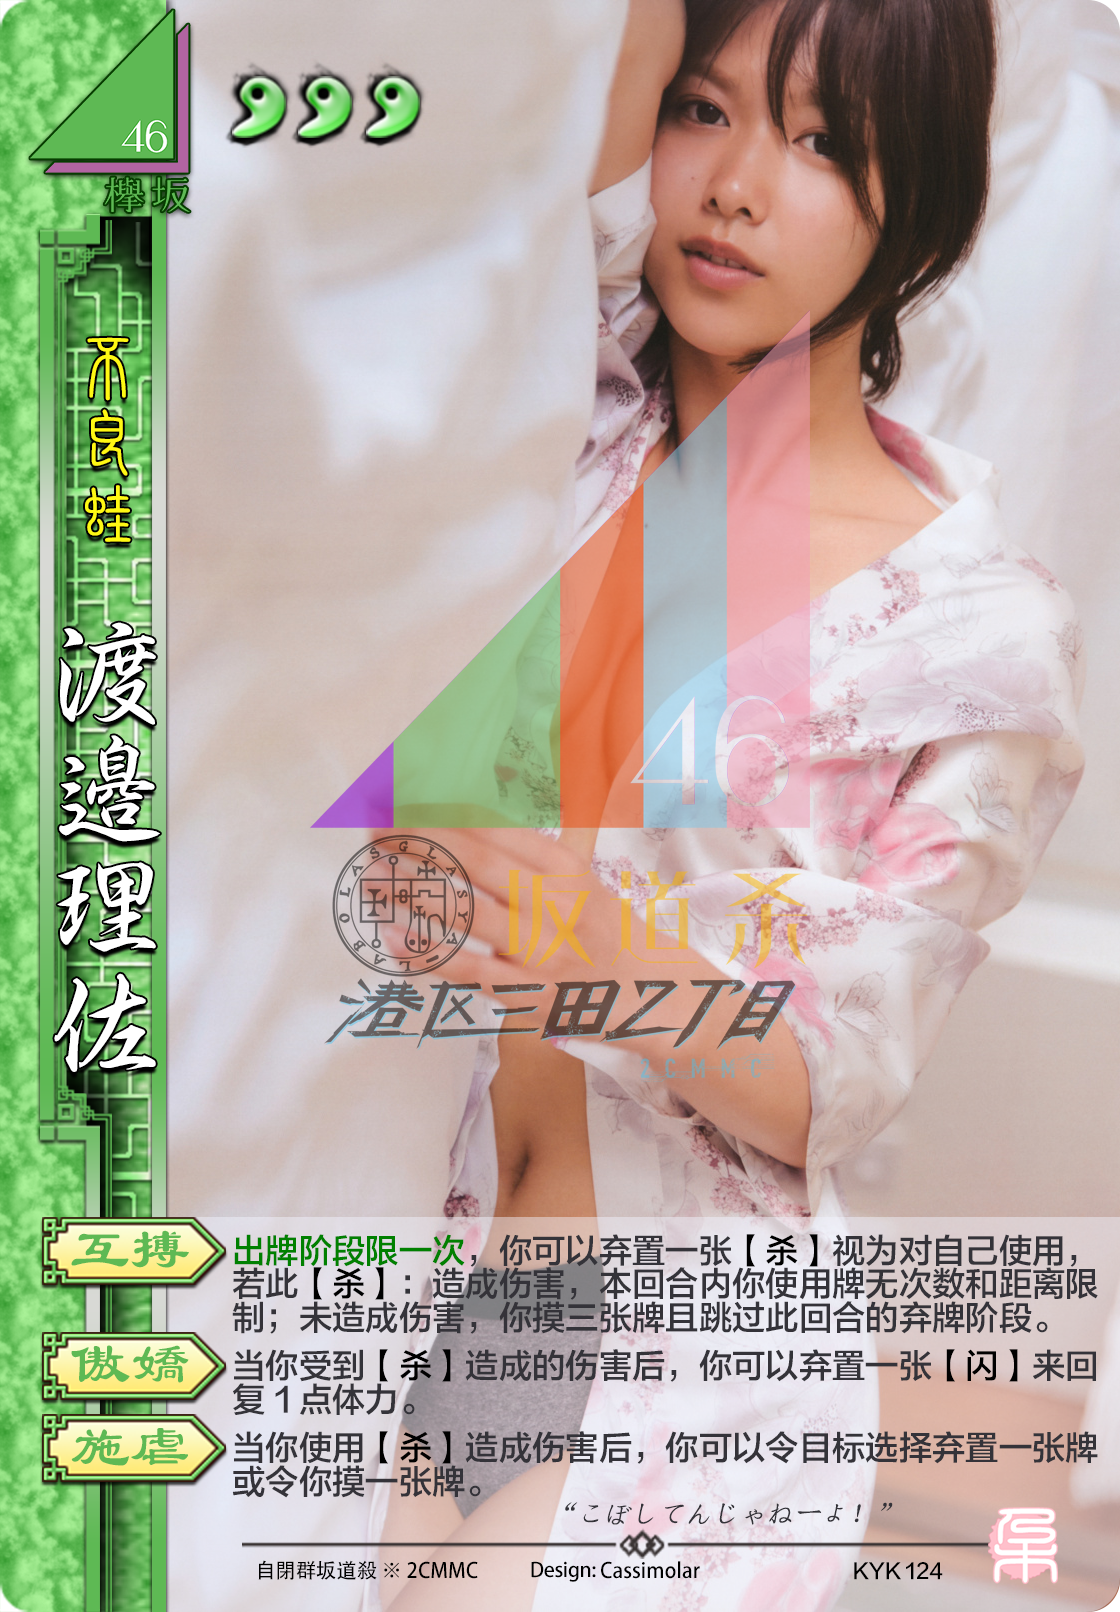 46
欅坂
不良蛙
渡邉理佐
46
GLASYA-LABOLAS
坂道杀
港区三田乙丁目
2CMMC
互搏
出牌阶段限一次，你可以弃置一张【杀】视为对自己使用，
若此【杀】：造成伤害，本回合内你使用牌无次数和距离限
制；未造成伤害，你摸三张牌且跳过此回合的弃牌阶段。
傲嬌
当你受到【杀】造成的伤害后，你可以弃置一张【闪】来回
复1点体力。
施虐
当你使用【杀】造成伤害后，你可以令目标选择弃置一张牌
或令你摸一张牌。
“こぼしてんじゃねーよ！”
自閉群坂道殺 ※ 2CMMC
Design: Cassimolar
KYK 124